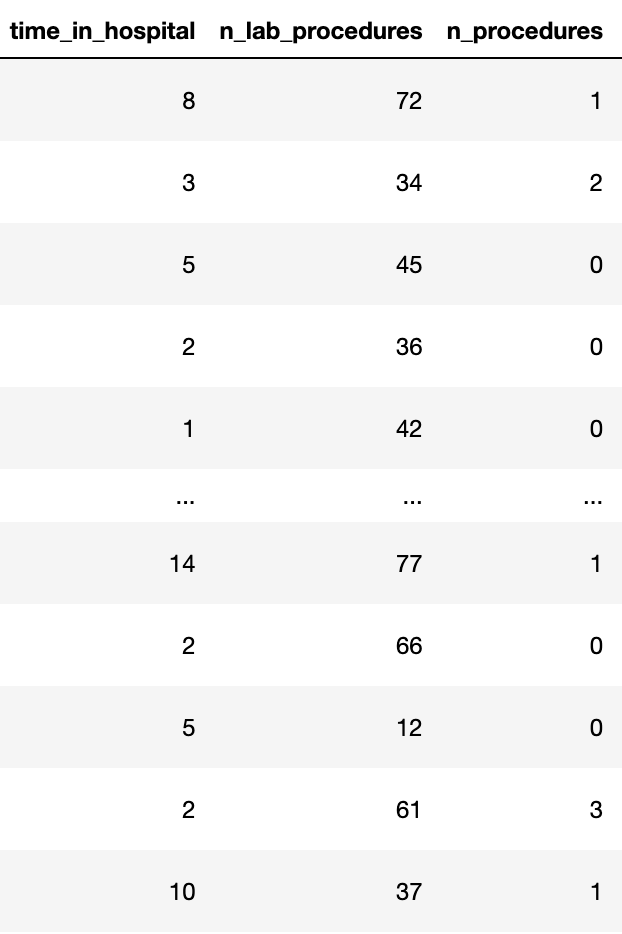 time_in_hospital n_lab_procedures n_procedures
8 72 1
3 34 2
5 45 0
2 36 0
1 42 0
... ... ...
14 77 1
2 66 0
5 12 0
2 61 3
10 37 1